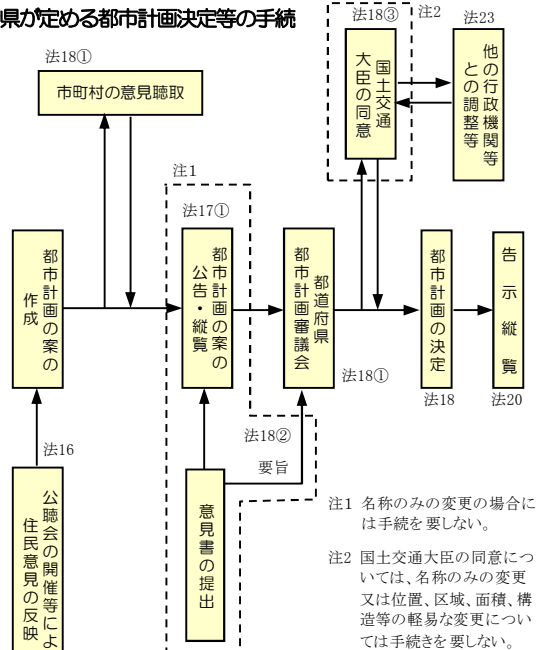 県が定める都市計画決定等の手続
法18①
市町村の意見聴取
法18③
注2
国土交通
大臣の同意
法23
他の行政機関等
との調整等
注1
法17①
都市計画の案の
作成
都市計画の案の
公告・縦覧
都道府県
都市計画審議会
法18①
都市計画の決定
法18
告示縦覧
法20
法16
法18②
要旨
公聴会の開催等によ
住民意見の反映
意見書の提出
注1 名称のみの変更の場合に
は手続を要しない。
注2 国土交通大臣の同意につ
いては、名称のみの変更
又は位置、区域、面積、構
造等の軽易な変更につい
ては手続きを要しない。